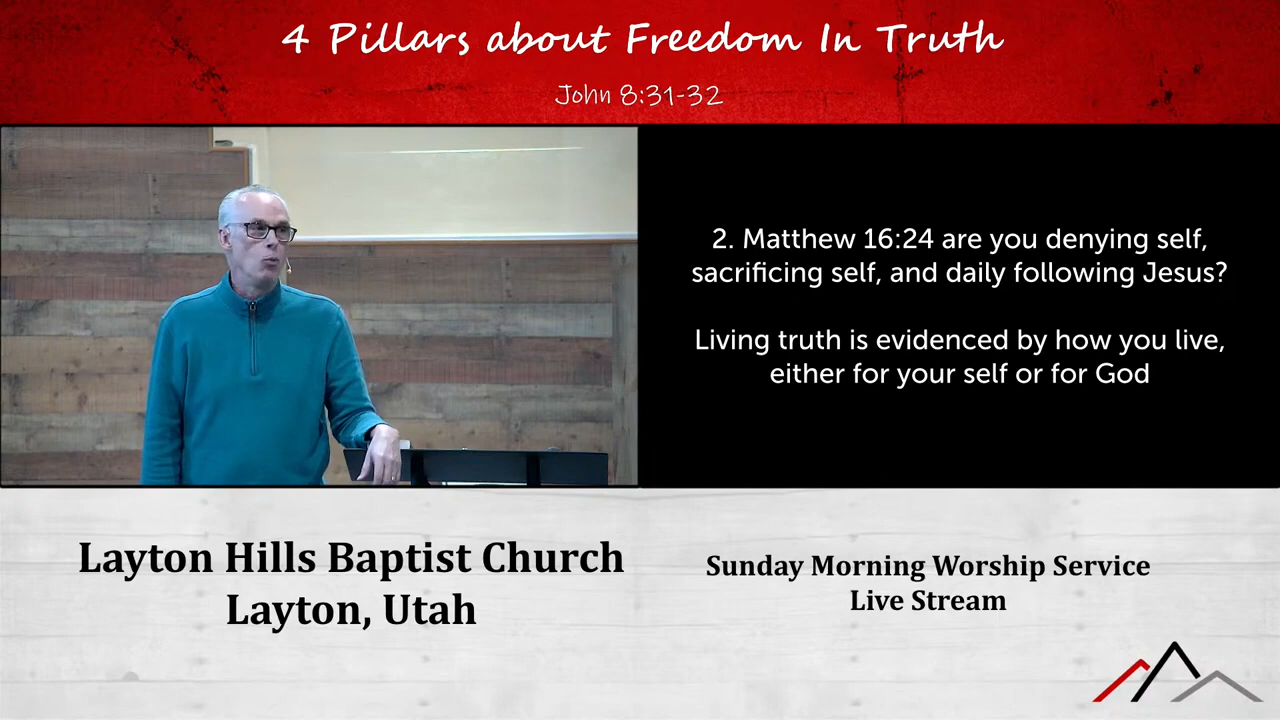 4 Pillars about Freedom In Truth
John 8:31-32
2. Matthew 16:24 are you denying self,
sacrificing self, and daily following Jesus?
Living truth is evidenced by how you live,
either for your self or for God
Layton Hills Baptist Church
Layton, Utah
Sunday Morning Worship Service
Live Stream